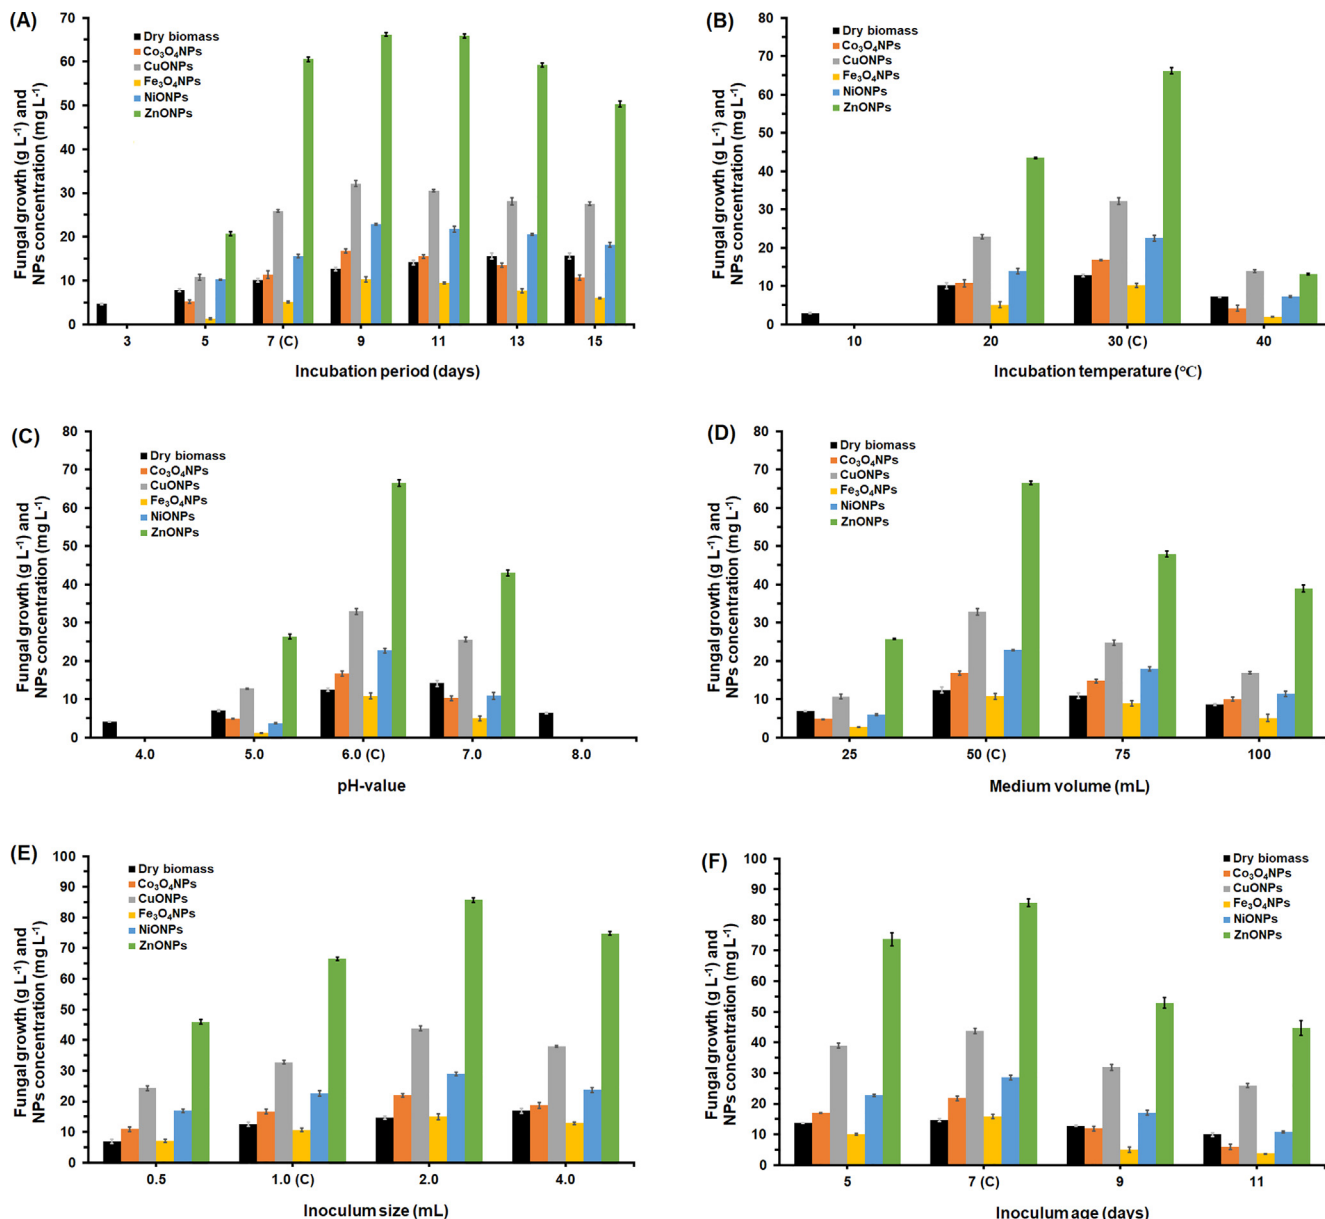 (A)
Fungal growth (g L⁻¹) and
NPs concentration (mg L⁻¹)
70
60
50
40
30
20
10
0
Dry biomass
Co₃O₄NPs
CuONPs
Fe₃O₄NPs
NiONPs
ZnONPs
3 5 7 (C) 9 11 13 15
Incubation period (days)
(B)
Fungal growth (g L⁻¹) and
NPs concentration (mg L⁻¹)
80
70
60
50
40
30
20
10
0
Dry biomass
Co₃O₄NPs
CuONPs
Fe₃O₄NPs
NiONPs
ZnONPs
10 20 30 (C) 40
Incubation temperature (°C)
(C)
Fungal growth (g L⁻¹) and
NPs concentration (mg L⁻¹)
80
70
60
50
40
30
20
10
0
Dry biomass
Co₃O₄NPs
CuONPs
Fe₃O₄NPs
NiONPs
ZnONPs
4.0 5.0 6.0 (C) 7.0 8.0
pH-value
(D)
Fungal growth (g L⁻¹) and
NPs concentration (mg L⁻¹)
80
70
60
50
40
30
20
10
0
Dry biomass
Co₃O₄NPs
CuONPs
Fe₃O₄NPs
NiONPs
ZnONPs
25 50 (C) 75 100
Medium volume (mL)
(E)
Fungal growth (g L⁻¹) and
NPs concentration (mg L⁻¹)
100
90
80
70
60
50
40
30
20
10
0
Dry biomass
Co₃O₄NPs
CuONPs
Fe₃O₄NPs
NiONPs
ZnONPs
0.5 1.0 (C) 2.0 4.0
Inoculum size (mL)
(F)
Fungal growth (g L⁻¹) and
NPs concentration (mg L⁻¹)
100
90
80
70
60
50
40
30
20
10
0
Dry biomass
Co₃O₄NPs
CuONPs
Fe₃O₄NPs
NiONPs
ZnONPs
5 7 (C) 9 11
Inoculum age (days)